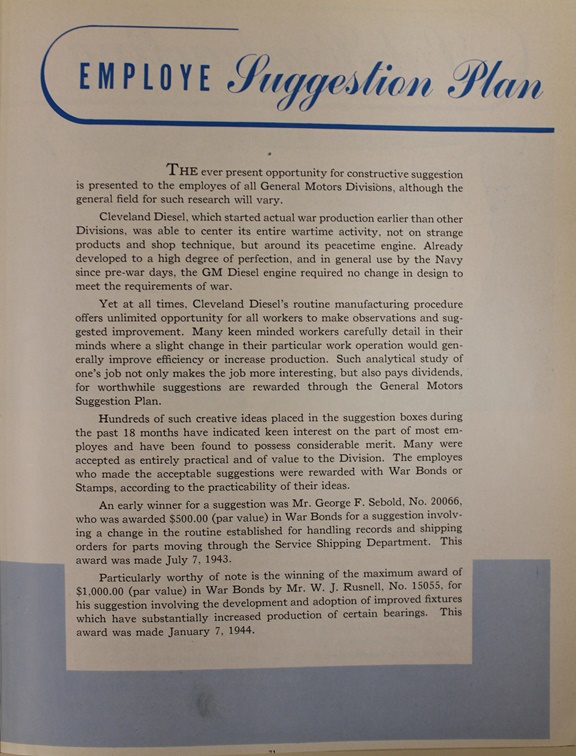 EMPLOYE Suggestion Plan
THE ever present opportunity for constructive suggestion
is presented to the employes of all General Motors Divisions, although the
general field for such research will vary.
Cleveland Diesel, which started actual war production earlier than other
Divisions, was able to center its entire wartime activity, not on strange
products and shop technique, but around its peacetime engine. Already
developed to a high degree of perfection, and in general use by the Navy
since pre-war days, the GM Diesel engine required no change in design to
meet the requirements of war.
Yet at all times, Cleveland Diesel's routine manufacturing procedure
offers unlimited opportunity for all workers to make observations and sug-
gested improvement. Many keen minded workers carefully detail in their
minds where a slight change in their particular work operation would gen-
erally improve efficiency or increase production. Such analytical study of
one's job not only makes the job more interesting, but also pays dividends,
for worthwhile suggestions are rewarded through the General Motors
Suggestion Plan.
Hundreds of such creative ideas placed in the suggestion boxes during
the past 18 months have indicated keen interest on the part of most em-
ployes and have been found to possess considerable merit. Many were
accepted as entirely practical and of value to the Division. The employes
who made the acceptable suggestions were rewarded with War Bonds or
Stamps, according to the practicability of their ideas.
An early winner for a suggestion was Mr. George F. Sebold, No. 20066,
who was awarded $500.00 (par value) in War Bonds for a suggestion involv-
ing a change in the routine established for handling records and shipping
orders for parts moving through the Service Shipping Department. This
award was made July 7, 1943.
Particularly worthy of note is the winning of the maximum award of
$1,000.00 (par value) in War Bonds by Mr. W. J. Rusnell, No. 15055, for
his suggestion involving the development and adoption of improved fixtures
which have substantially increased production of certain bearings. This
award was made January 7, 1944.